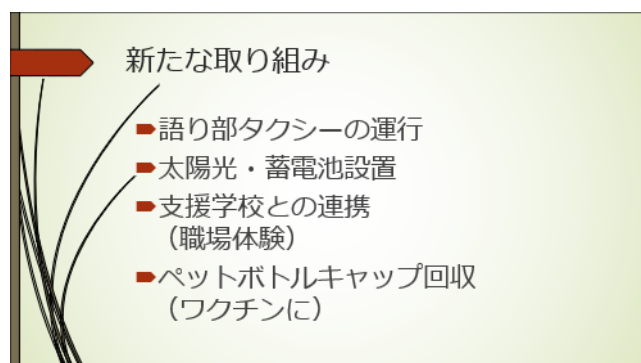 新たな取り組み
語り部タクシーの運行
太陽光・蓄電池設置
支援学校との連携
（職場体験）
ペットボトルキャップ回収
（ワクチンに）